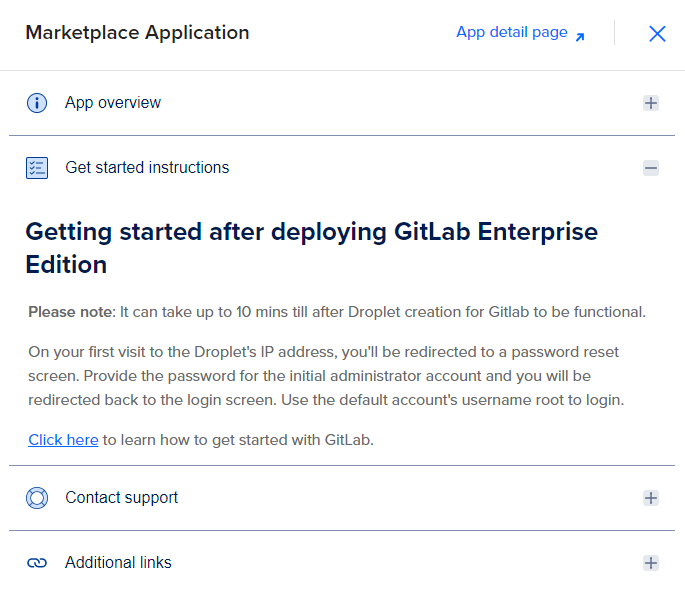 Marketplace Application
App detail page
App overview
Get started instructions
Getting started after deploying GitLab Enterprise
Edition
Please note: It can take up to 10 mins till after Droplet creation for Gitlab to be functional.
On your first visit to the Droplet's IP address, you'll be redirected to a password reset
screen. Provide the password for the initial administrator account and you will be
redirected back to the login screen. Use the default account's username root to login.
Click here to learn how to get started with GitLab.
Contact support
Additional links